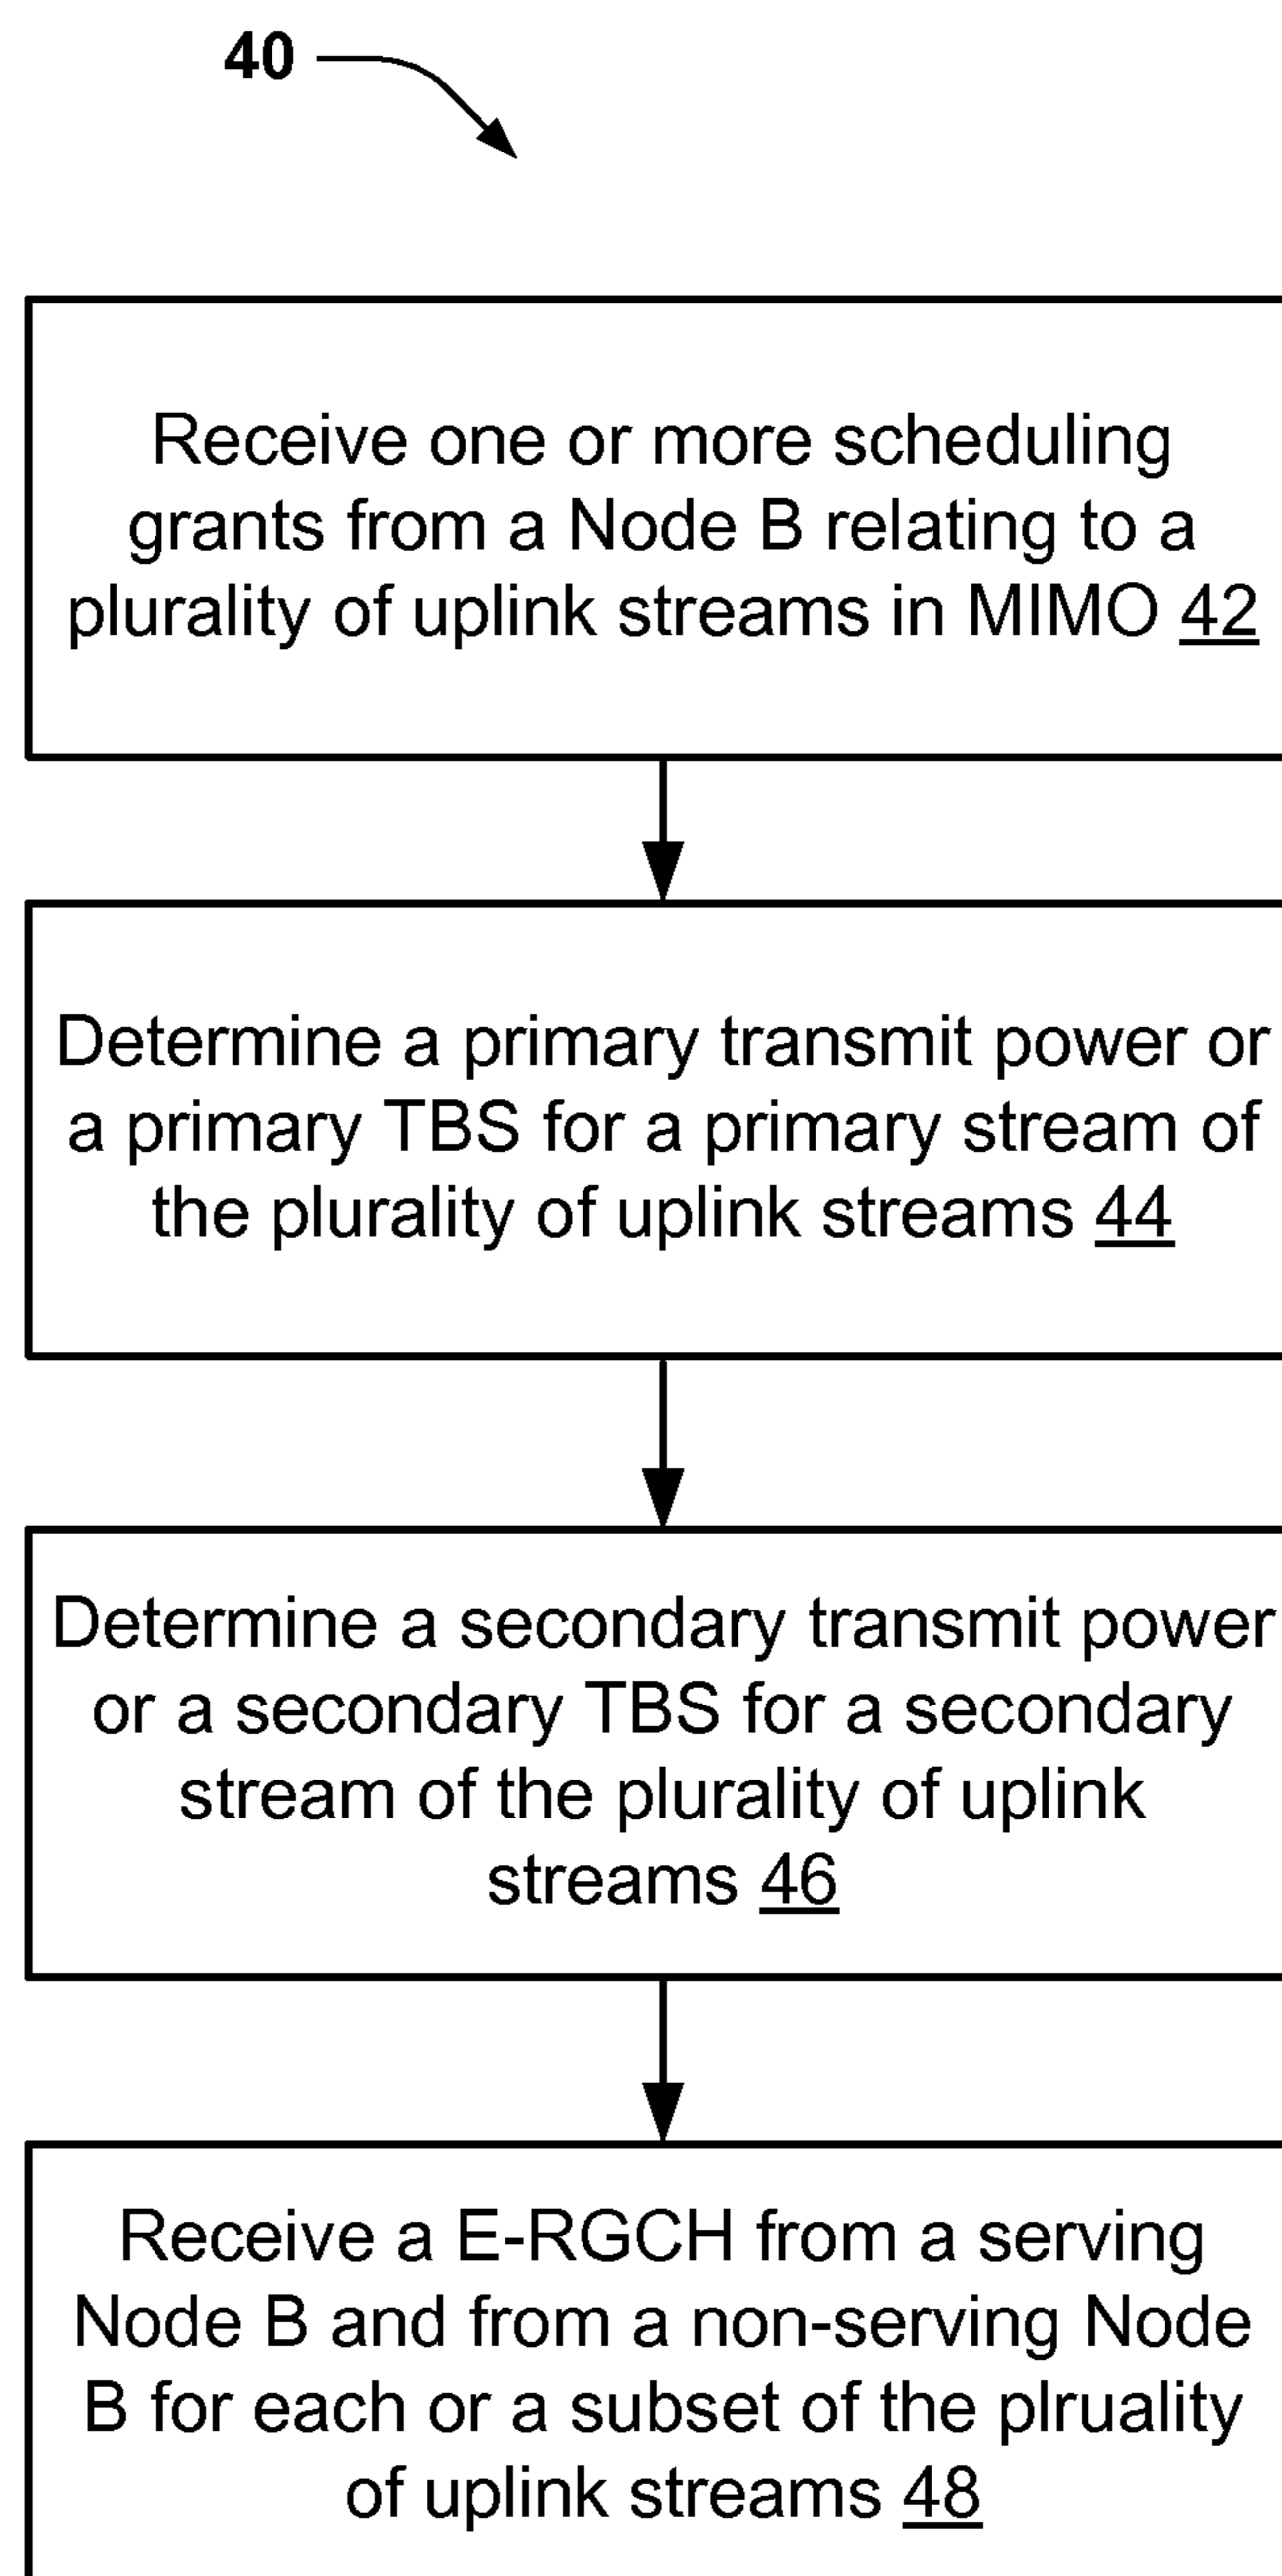 40
Receive one or more scheduling
grants from a Node B relating to a
plurality of uplink streams in MIMO 42
Determine a primary transmit power or
a primary TBS for a primary stream of
the plurality of uplink streams 44
Determine a secondary transmit power
or a secondary TBS for a secondary
stream of the plurality of uplink
streams 46
Receive a E-RGCH from a serving
Node B and from a non-serving Node
B for each or a subset of the plruality
of uplink streams 48